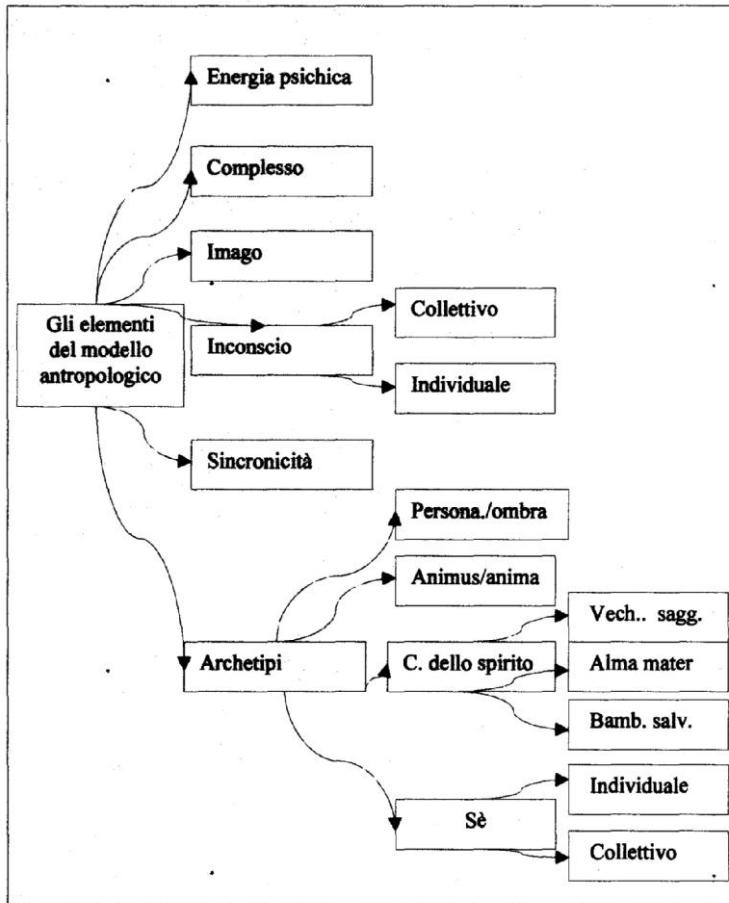 Energia psichica
Complesso
Imago
Gli elementi
del modello
antropologico
Inconscio
Collettivo
Individuale
Sincronicità
Persona./ombra
Animus/anima
Archetipi
C. dello spirito
Vech.. sagg.
Alma mater
Bamb. salv.
Sè
Individuale
Collettivo